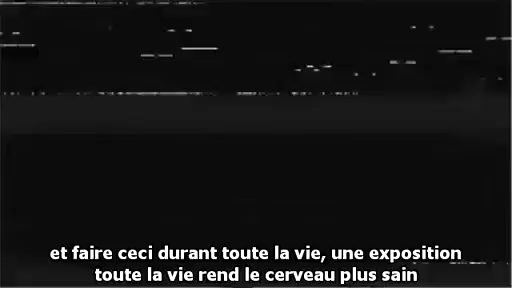 et faire ceci durant toute la vie, une exposition
toute la vie rend le cerveau plus sain